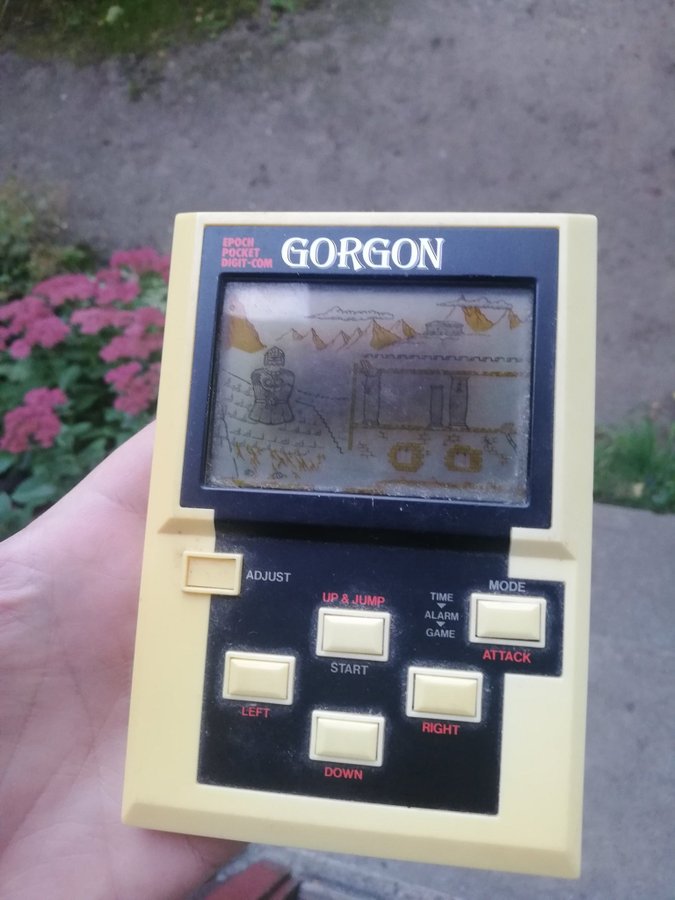 EPOCH
POCKET
DIGIT-COM
GORGON
ADJUST
UP & JUMP
START
MODE
TIME
ALARM
GAME
ATTACK
LEFT
RIGHT
DOWN